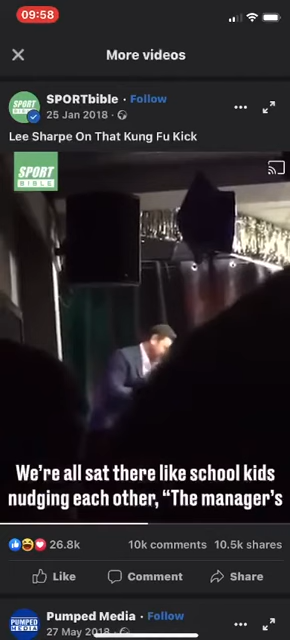 09:58
More videos
SPORTbible · Follow
25 Jan 2018 ·
Lee Sharpe On That Kung Fu Kick
SPORT
BIBLE
We're all sat there like school kids
nudging each other, “The manager's
26.8k
10k comments 10.5k shares
Like
Comment
Share
PUMPED
MEDIA
Pumped Media · Follow
27 May 2018 ·